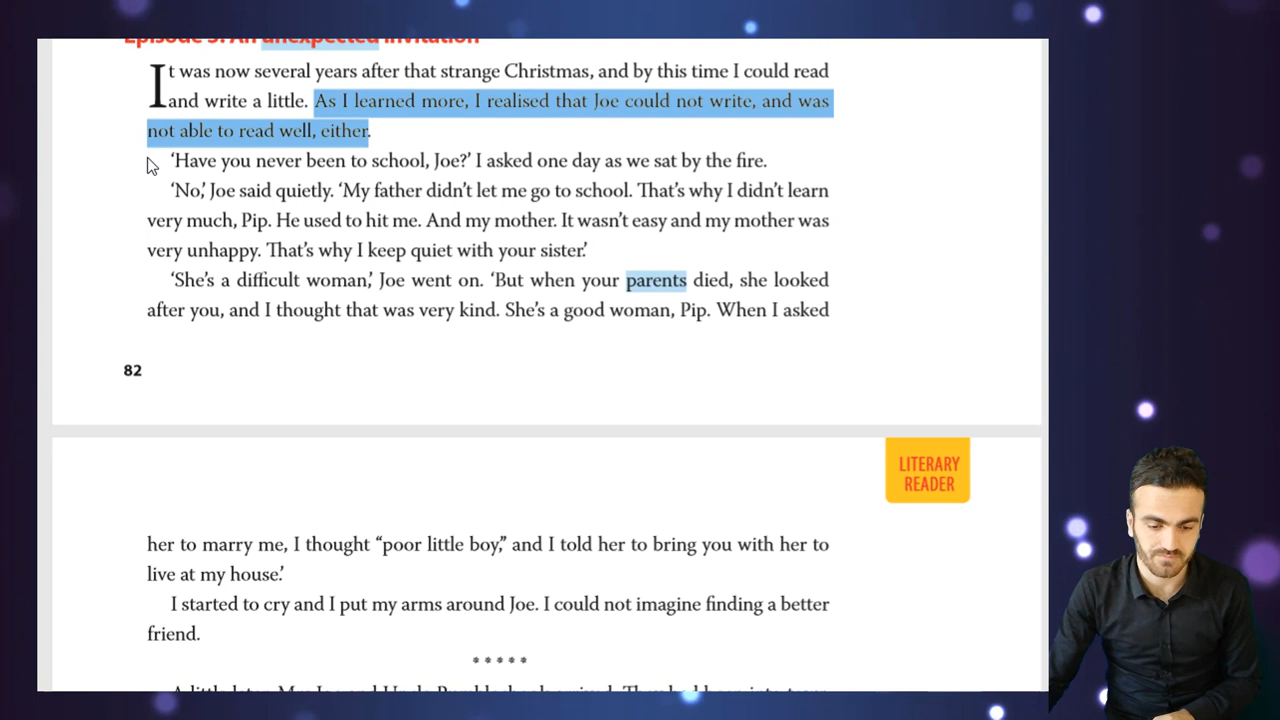 Episode 5: An unexpected invitation
It was now several years after that strange Christmas, and by this time I could read
and write a little. As I learned more, I realised that Joe could not write, and was
not able to read well, either.
‘Have you never been to school, Joe?’ I asked one day as we sat by the fire.
‘No,’ Joe said quietly. ‘My father didn’t let me go to school. That’s why I didn’t learn
very much, Pip. He used to hit me. And my mother. It wasn’t easy and my mother was
very unhappy. That’s why I keep quiet with your sister.’
‘She’s a difficult woman,’ Joe went on. ‘But when your parents died, she looked
after you, and I thought that was very kind. She’s a good woman, Pip. When I asked
82
LITERARY
READER
her to marry me, I thought “poor little boy,” and I told her to bring you with her to
live at my house.’
I started to cry and I put my arms around Joe. I could not imagine finding a better
friend.
*****